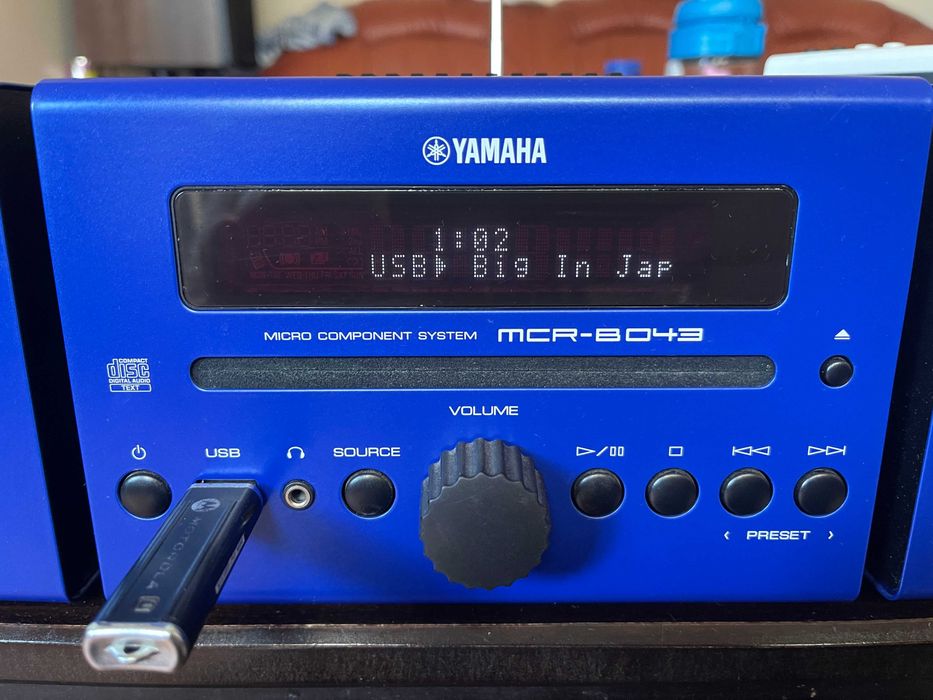 YAMAHA
1:02
USB Big In Jap
MICRO COMPONENT SYSTEM MCR-B043
COMPACT
disc
DIGITAL AUDIO
TEXT
VOLUME
USB
SOURCE
‹ PRESET ›
MOTOROLA